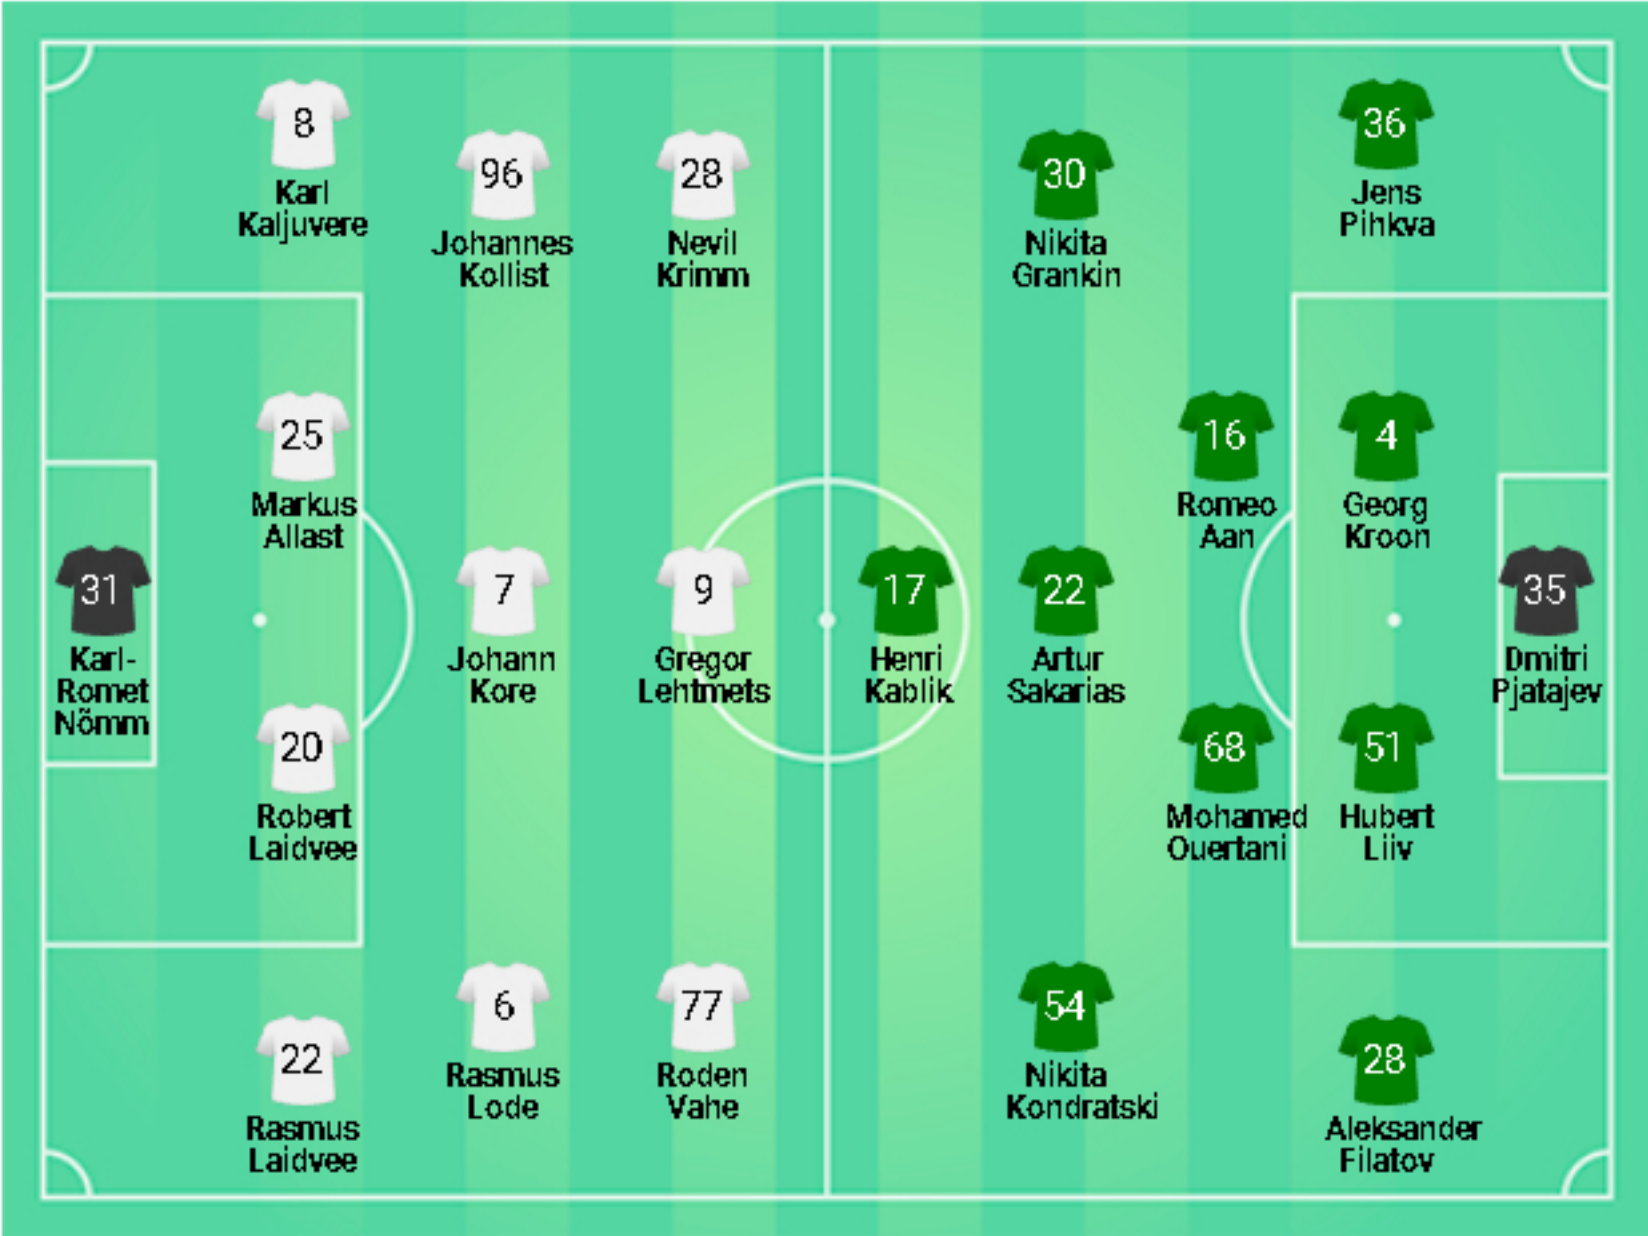 8
Karl
Kaljuvere
96
Johannes
Kollist
28
Nevil
Krimm
30
Nikita
Grankin
36
Jens
Pihkva
25
Markus
Allast
16
Romeo
Aan
4
Georg
Kroon
31
Karl-
Romet
Nõmm
7
Johann
Kore
9
Gregor
Lehtmets
17
Henri
Kablik
22
Artur
Sakarias
35
Dmitri
Pjatajev
20
Robert
Laidvee
68
Mohamed
Ouertani
51
Hubert
Liiv
22
Rasmus
Laidvee
6
Rasmus
Lode
77
Roden
Vahe
54
Nikita
Kondratski
28
Aleksander
Filatov